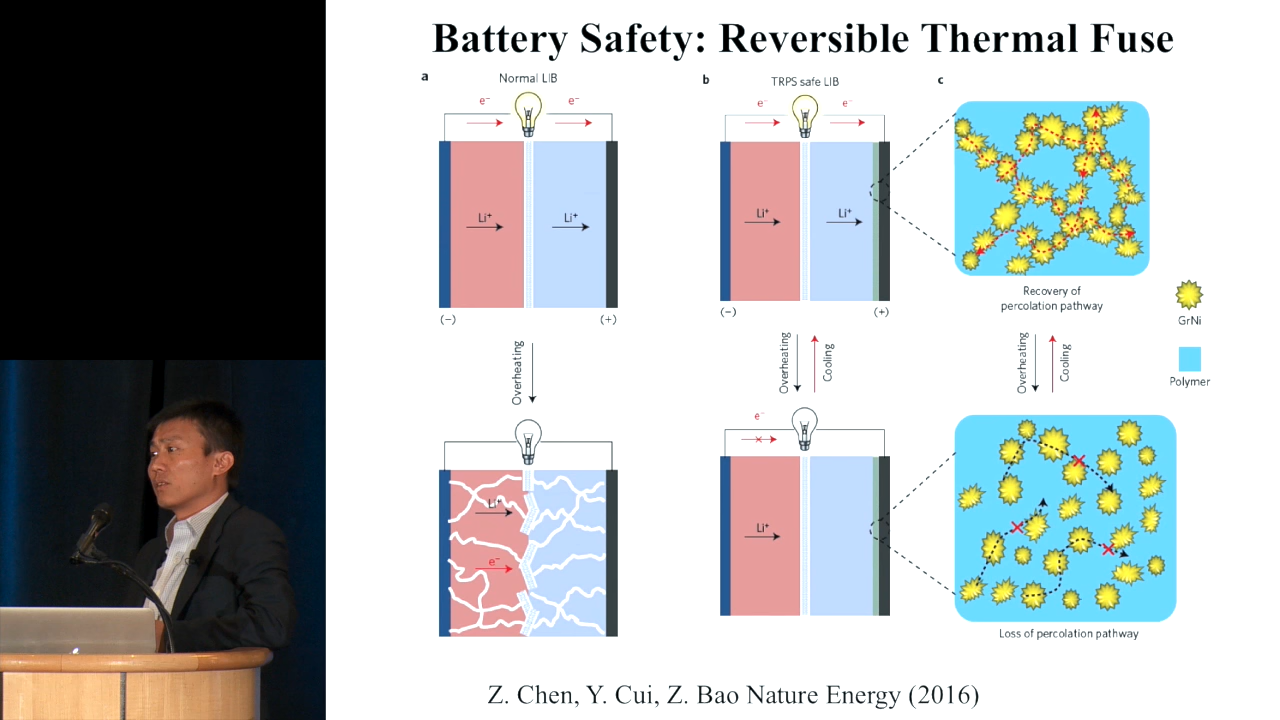 Battery Safety: Reversible Thermal Fuse
a
Normal LIB
e⁻
e⁻
Li⁺
Li⁺
(−)
(+)
Overheating
Li⁺
e⁻
b
TRPS safe LIB
e⁻
e⁻
Li⁺
Li⁺
(−)
(+)
Overheating
Cooling
e⁻
Li⁺
c
Recovery of
percolation pathway
Overheating
Cooling
Loss of percolation pathway
GrNi
Polymer
Z. Chen, Y. Cui, Z. Bao Nature Energy (2016)